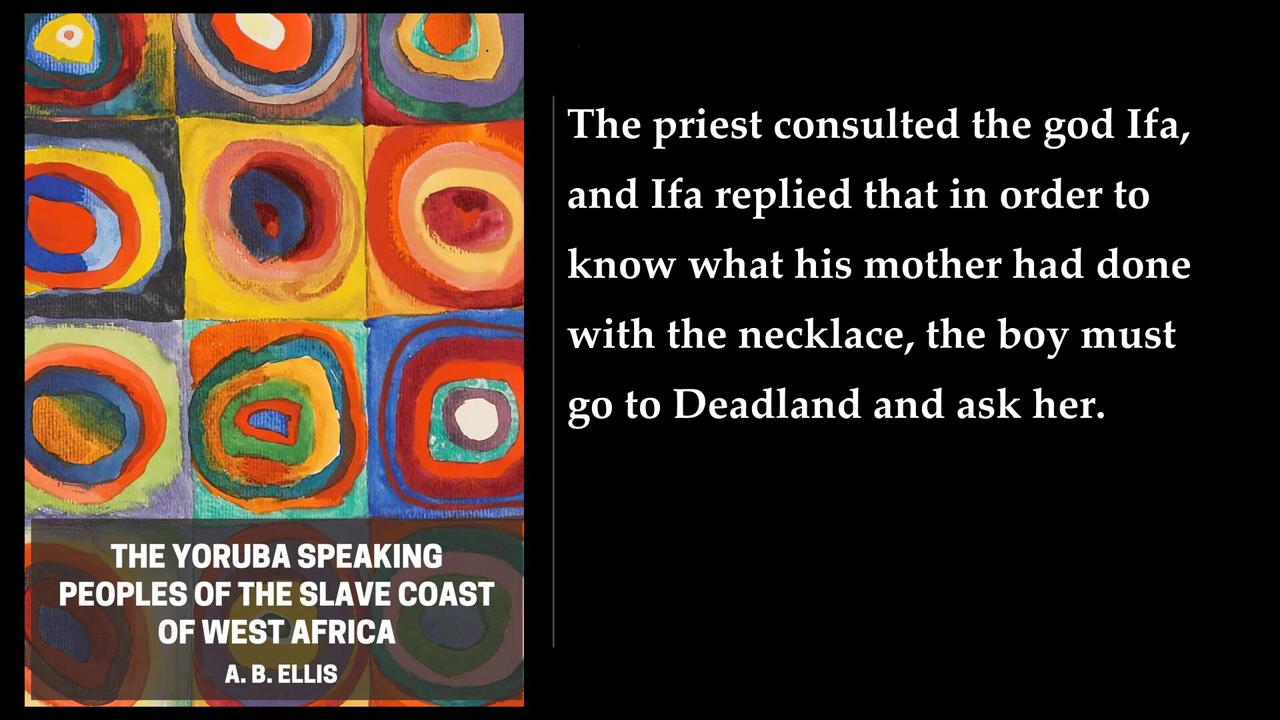 The priest consulted the god Ifa,
and Ifa replied that in order to
know what his mother had done
with the necklace, the boy must
go to Deadland and ask her.
THE YORUBA SPEAKING
PEOPLES OF THE SLAVE COAST
OF WEST AFRICA
A. B. ELLIS